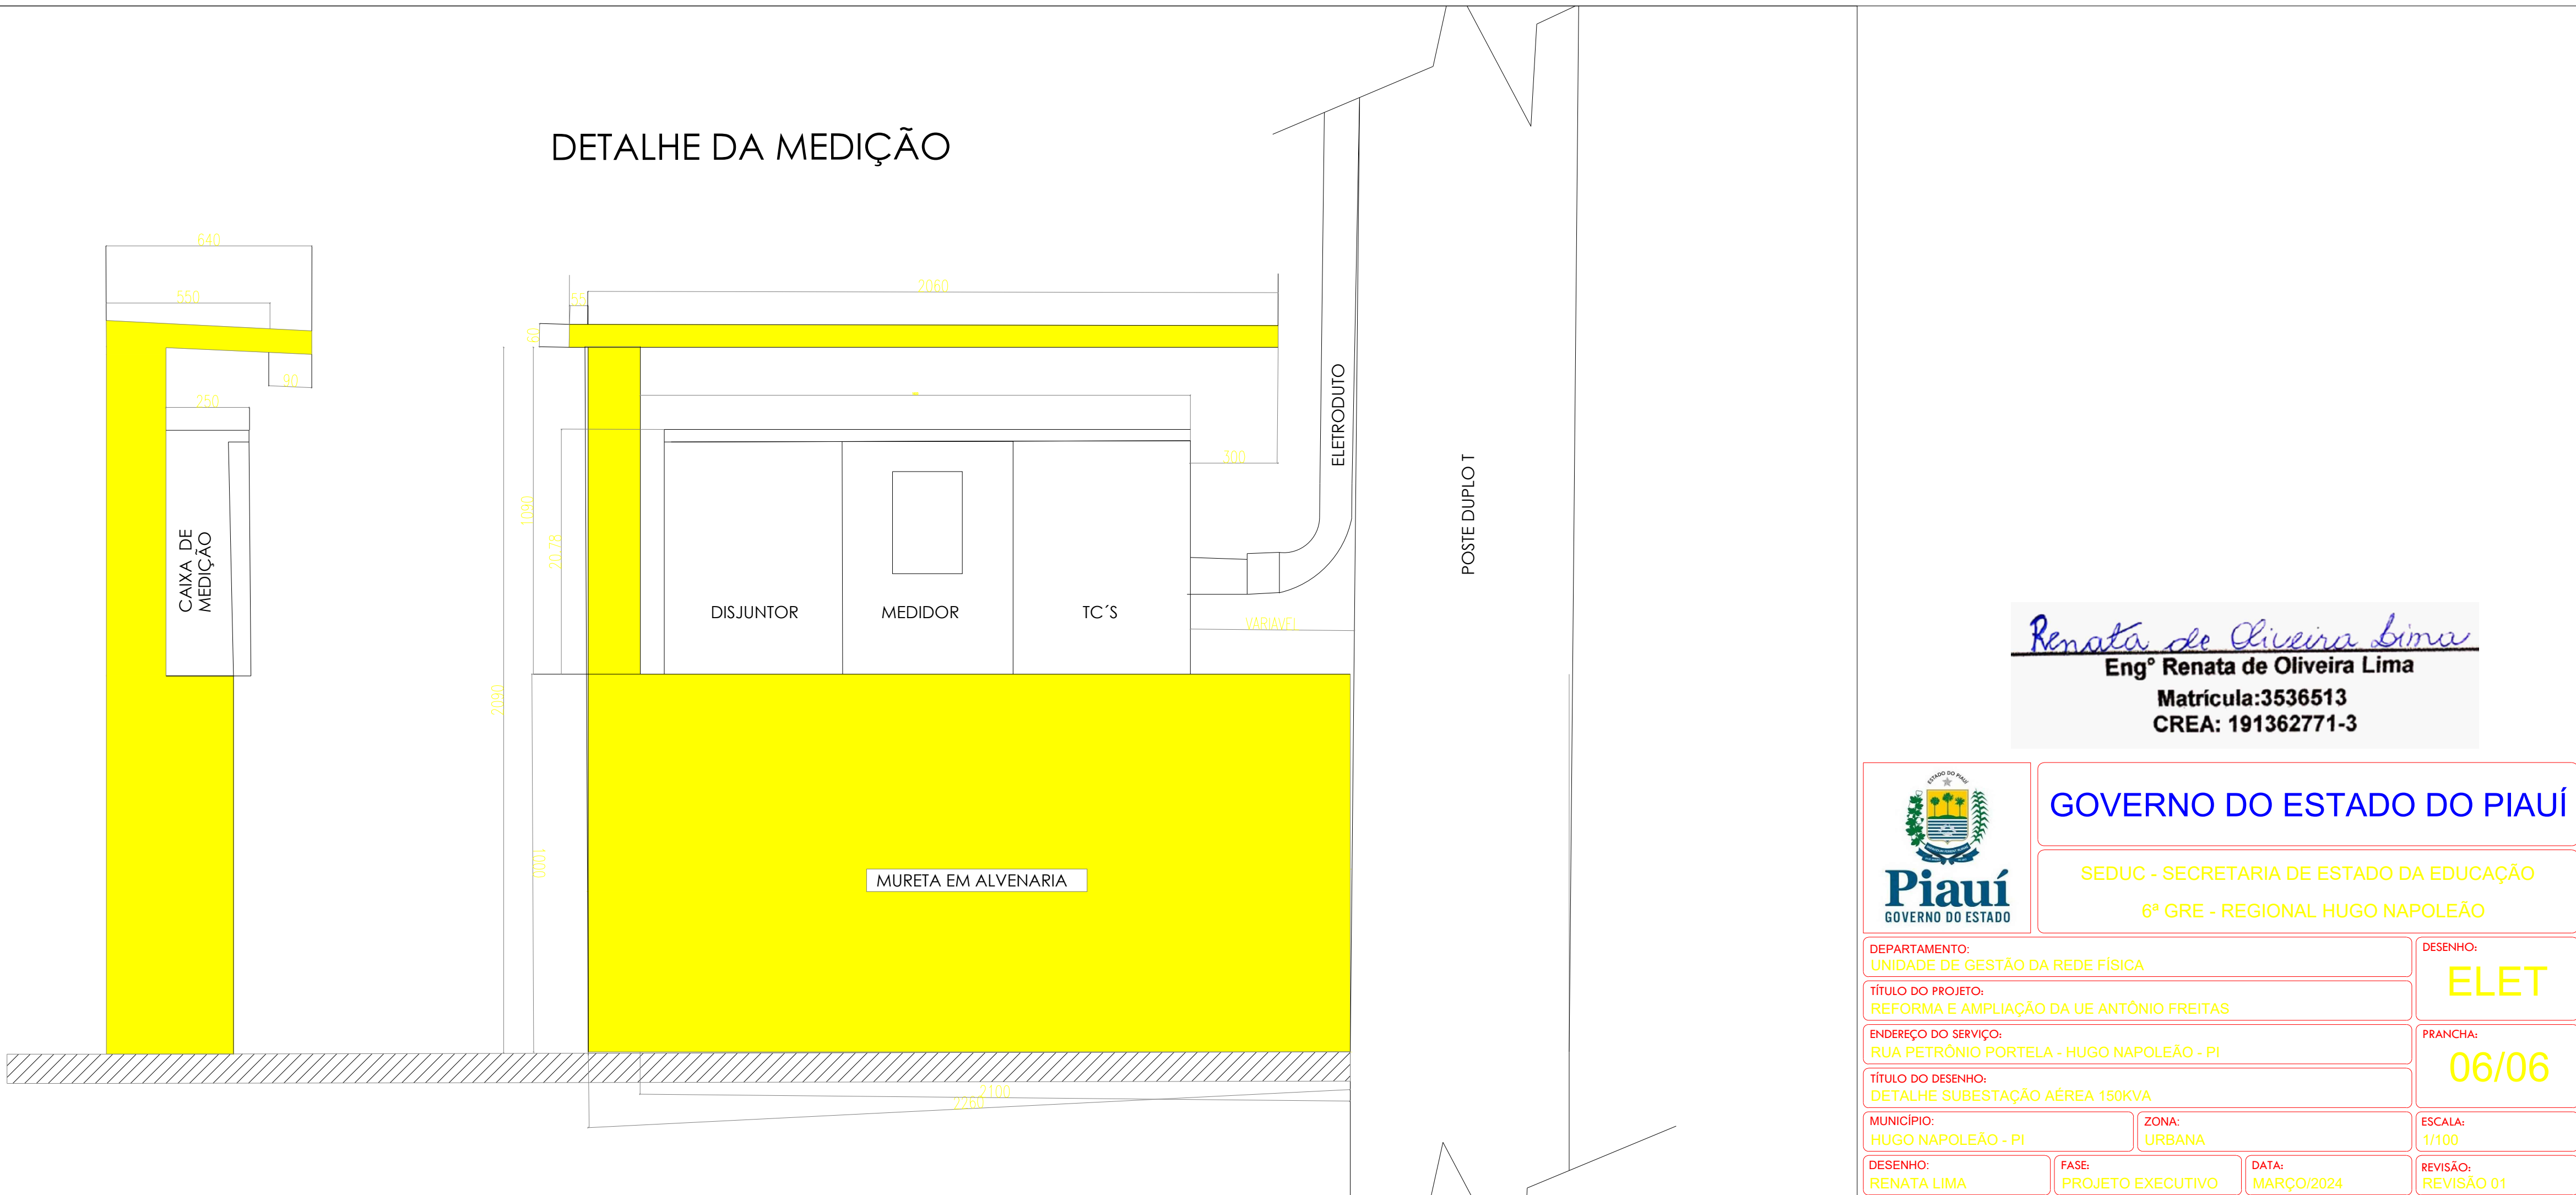 DETALHE DA MEDIÇÃO
640
550
90
250
CAIXA DE
MEDIÇÃO
55
2060
60
300
1090
20,78
2090
1000
DISJUNTOR
MEDIDOR
TC´S
VARIAVEL
ELETRODUTO
POSTE DUPLO T
MURETA EM ALVENARIA
2100
2260
Renata de Oliveira Lima
Eng° Renata de Oliveira Lima
Matrícula:3536513
CREA: 191362771-3
ESTADO DO PIAUÍ
Piauí
GOVERNO DO ESTADO
GOVERNO DO ESTADO DO PIAUÍ
SEDUC - SECRETARIA DE ESTADO DA EDUCAÇÃO
6ª GRE - REGIONAL HUGO NAPOLEÃO
DEPARTAMENTO:
UNIDADE DE GESTÃO DA REDE FÍSICA
DESENHO:
ELET
TÍTULO DO PROJETO:
REFORMA E AMPLIAÇÃO DA UE ANTÔNIO FREITAS
ENDEREÇO DO SERVIÇO:
RUA PETRÔNIO PORTELA - HUGO NAPOLEÃO - PI
PRANCHA:
06/06
TÍTULO DO DESENHO:
DETALHE SUBESTAÇÃO AÉREA 150KVA
MUNICÍPIO:
HUGO NAPOLEÃO - PI
ZONA:
URBANA
ESCALA:
1/100
DESENHO:
RENATA LIMA
FASE:
PROJETO EXECUTIVO
DATA:
MARÇO/2024
REVISÃO:
REVISÃO 01